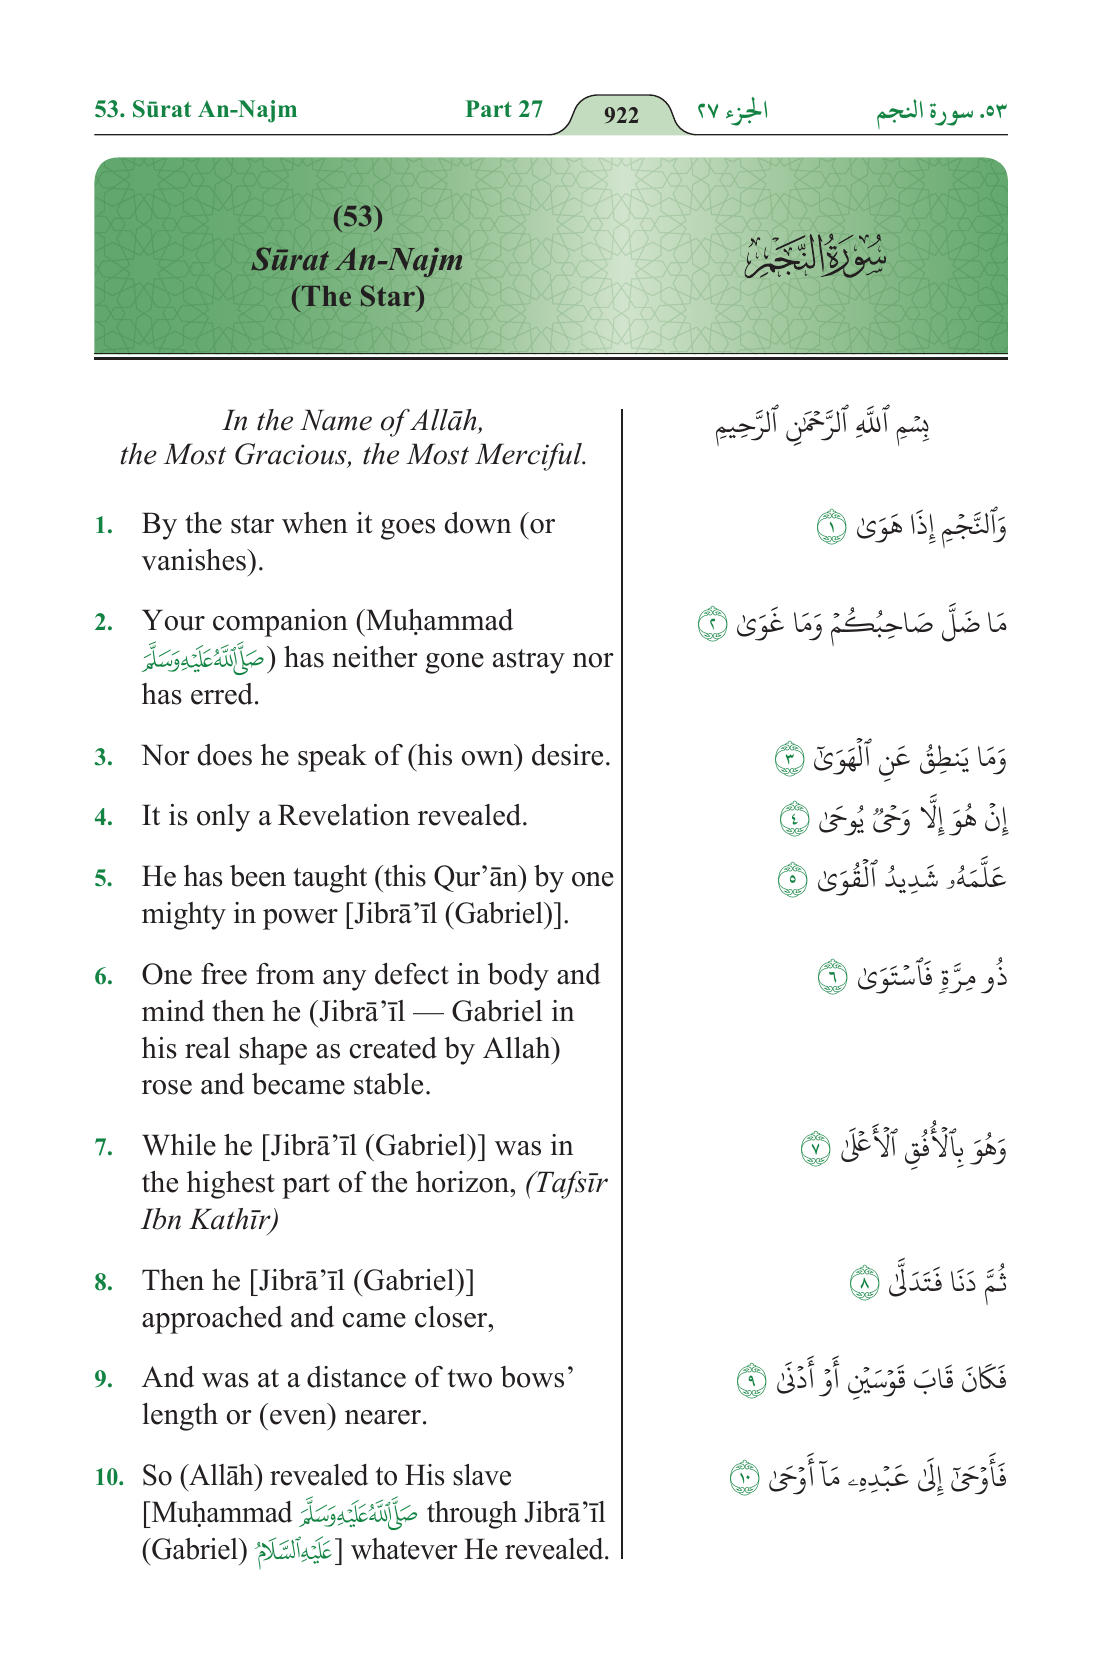 53. Sūrat An-Najm
Part 27
922
الجزء ٢٧
٥٣. سورة النجم
(53)
Sūrat An-Najm
(The Star)
سُورَةُ النَّجْمِ
In the Name of Allāh,
the Most Gracious, the Most Merciful.
بِسْمِ ٱللَّهِ ٱلرَّحْمَٰنِ ٱلرَّحِيمِ
1. By the star when it goes down (or
vanishes).
وَٱلنَّجْمِ إِذَا هَوَىٰ ١
2. Your companion (Muḥammad
صَلَّى ٱللَّهُ عَلَيْهِ وَسَلَّمَ) has neither gone astray nor
has erred.
مَا ضَلَّ صَاحِبُكُمْ وَمَا غَوَىٰ ٢
3. Nor does he speak of (his own) desire.
وَمَا يَنطِقُ عَنِ ٱلْهَوَىٰٓ ٣
4. It is only a Revelation revealed.
إِنْ هُوَ إِلَّا وَحْىٌ يُوحَىٰ ٤
5. He has been taught (this Qur’ān) by one
mighty in power [Jibrā’īl (Gabriel)].
عَلَّمَهُۥ شَدِيدُ ٱلْقُوَىٰ ٥
6. One free from any defect in body and
mind then he (Jibrā’īl — Gabriel in
his real shape as created by Allah)
rose and became stable.
ذُو مِرَّةٍ فَٱسْتَوَىٰ ٦
7. While he [Jibrā’īl (Gabriel)] was in
the highest part of the horizon, (Tafsīr
Ibn Kathīr)
وَهُوَ بِٱلْأُفُقِ ٱلْأَعْلَىٰ ٧
8. Then he [Jibrā’īl (Gabriel)]
approached and came closer,
ثُمَّ دَنَا فَتَدَلَّىٰ ٨
9. And was at a distance of two bows’
length or (even) nearer.
فَكَانَ قَابَ قَوْسَيْنِ أَوْ أَدْنَىٰ ٩
10. So (Allāh) revealed to His slave
[Muḥammad صَلَّى ٱللَّهُ عَلَيْهِ وَسَلَّمَ through Jibrā’īl
(Gabriel) عَلَيْهِ ٱلسَّلَامُ] whatever He revealed.
فَأَوْحَىٰٓ إِلَىٰ عَبْدِهِۦ مَآ أَوْحَىٰ ١٠